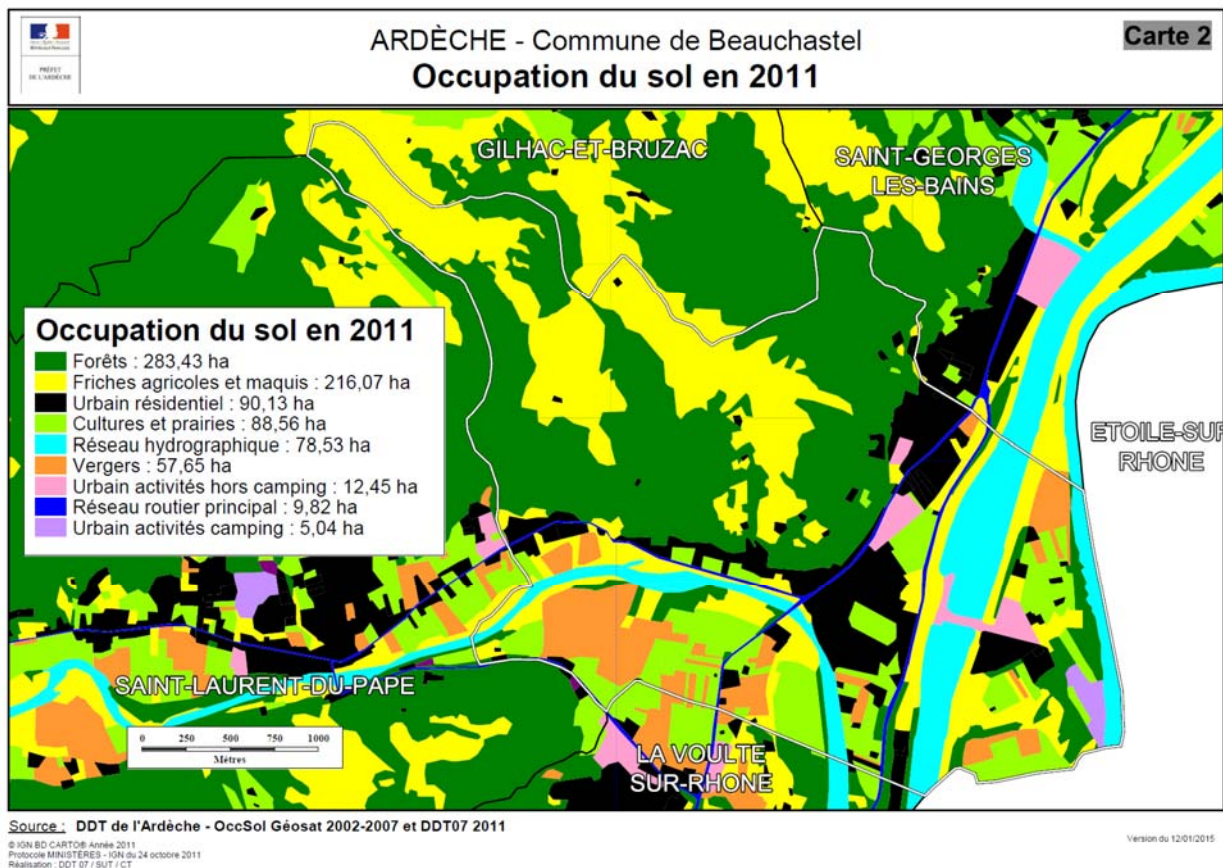 PRÉFET
DE L'ARDÈCHE
ARDÈCHE - Commune de Beauchastel
Occupation du sol en 2011
Carte 2
GILHAC-ET-BRUZAC
SAINT-GEORGES
LES-BAINS
Occupation du sol en 2011
Forêts : 283,43 ha
Friches agricoles et maquis : 216,07 ha
Urbain résidentiel : 90,13 ha
Cultures et prairies : 88,56 ha
Réseau hydrographique : 78,53 ha
Vergers : 57,65 ha
Urbain activités hors camping : 12,45 ha
Réseau routier principal : 9,82 ha
Urbain activités camping : 5,04 ha
ETOILE-SUR
RHONE
SAINT-LAURENT-DU-PAPE
0 250 500 750 1000
Mètres
LA VOULTE
SUR-RHONE
Source : DDT de l'Ardèche - OccSol Géosat 2002-2007 et DDT07 2011
© IGN BD CARTO® Année 2011
Protocole MINISTÈRES - IGN du 24 octobre 2011
Réalisation : DDT 07 / SUT / CT
Version du 12/01/2015